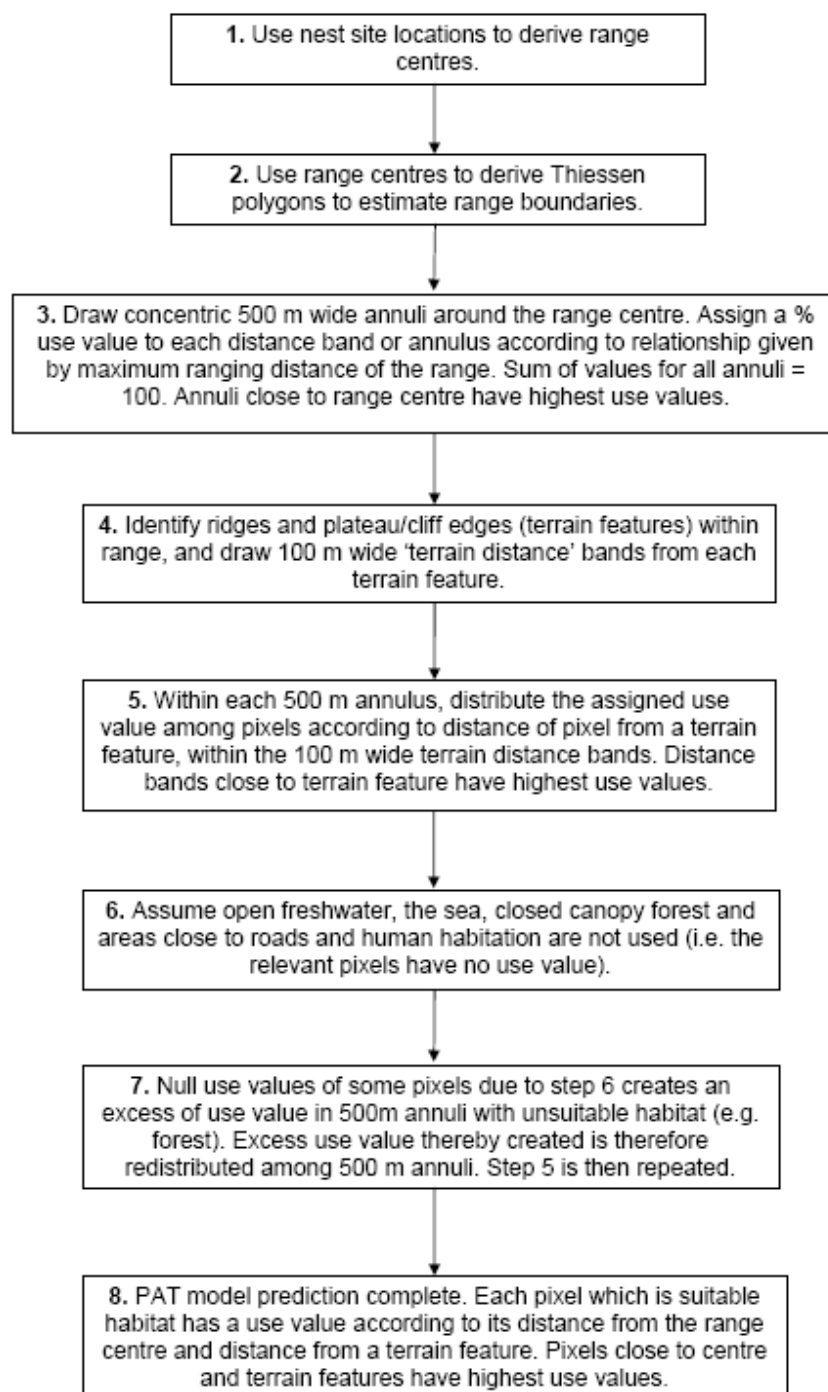 1. Use nest site locations to derive range
centres.
2. Use range centres to derive Thiessen
polygons to estimate range boundaries.
3. Draw concentric 500 m wide annuli around the range centre. Assign a %
use value to each distance band or annulus according to relationship given
by maximum ranging distance of the range. Sum of values for all annuli =
100. Annuli close to range centre have highest use values.
4. Identify ridges and plateau/cliff edges (terrain features) within
range, and draw 100 m wide ‘terrain distance’ bands from each
terrain feature.
5. Within each 500 m annulus, distribute the assigned use
value among pixels according to distance of pixel from a terrain
feature, within the 100 m wide terrain distance bands. Distance
bands close to terrain feature have highest use values.
6. Assume open freshwater, the sea, closed canopy forest and
areas close to roads and human habitation are not used (i.e. the
relevant pixels have no use value).
7. Null use values of some pixels due to step 6 creates an
excess of use value in 500m annuli with unsuitable habitat (e.g.
forest). Excess use value thereby created is therefore
redistributed among 500 m annuli. Step 5 is then repeated.
8. PAT model prediction complete. Each pixel which is suitable
habitat has a use value according to its distance from the range
centre and distance from a terrain feature. Pixels close to centre
and terrain features have highest use values.